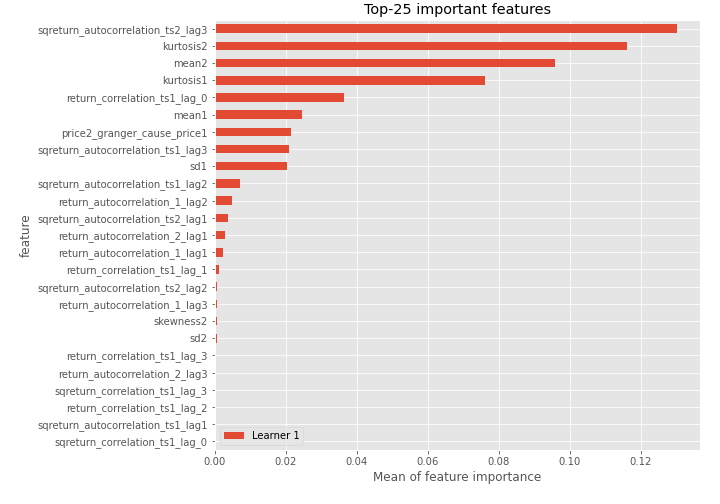 Top-25 important features
sqreturn_autocorrelation_ts2_lag3
kurtosis2
mean2
kurtosis1
return_correlation_ts1_lag_0
mean1
price2_granger_cause_price1
sqreturn_autocorrelation_ts1_lag3
sd1
sqreturn_autocorrelation_ts1_lag2
return_autocorrelation_1_lag2
sqreturn_autocorrelation_ts2_lag1
return_autocorrelation_2_lag1
return_autocorrelation_1_lag1
return_correlation_ts1_lag_1
sqreturn_autocorrelation_ts2_lag2
return_autocorrelation_1_lag3
skewness2
sd2
return_correlation_ts1_lag_3
return_autocorrelation_2_lag3
sqreturn_correlation_ts1_lag_3
return_correlation_ts1_lag_2
sqreturn_autocorrelation_ts1_lag1
sqreturn_correlation_ts1_lag_0
feature
Learner 1
0.00 0.02 0.04 0.06 0.08 0.10 0.12
Mean of feature importance